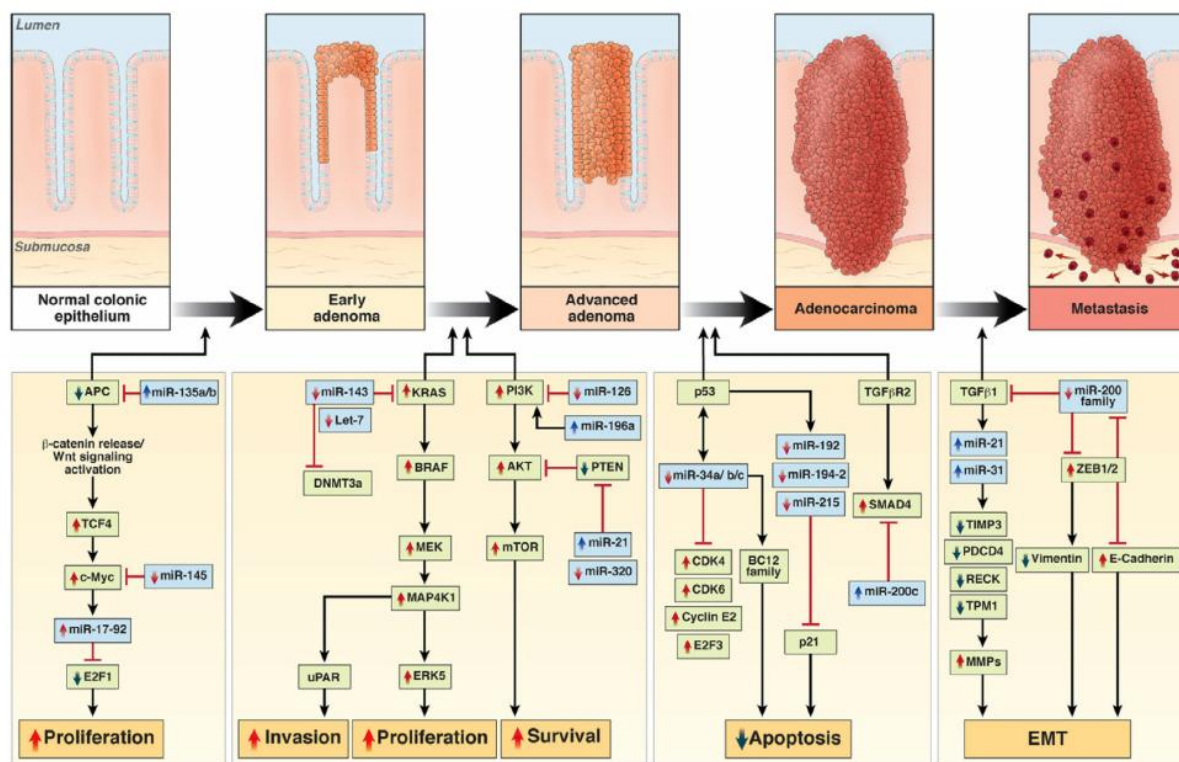 Lumen
Submucosa
Normal colonic
epithelium
Early
adenoma
Advanced
adenoma
Adenocarcinoma
Metastasis
APC
miR-135a/b
β-catenin release/
Wnt signaling
activation
TCF4
c-Myc
miR-145
miR-17-92
E2F1
Proliferation
miR-143
KRAS
Let-7
DNMT3a
BRAF
MEK
MAP4K1
uPAR
ERK5
Invasion
Proliferation
PI3K
miR-126
miR-196a
AKT
PTEN
mTOR
miR-21
miR-320
Survival
p53
miR-192
miR-34a/ b/c
miR-194-2
miR-215
CDK4
CDK6
Cyclin E2
E2F3
BC12
family
p21
TGFβR2
SMAD4
miR-200c
Apoptosis
TGFβ1
miR-200
family
miR-21
miR-31
ZEB1/2
TIMP3
PDCD4
RECK
TPM1
MMPs
Vimentin
E-Cadherin
EMT